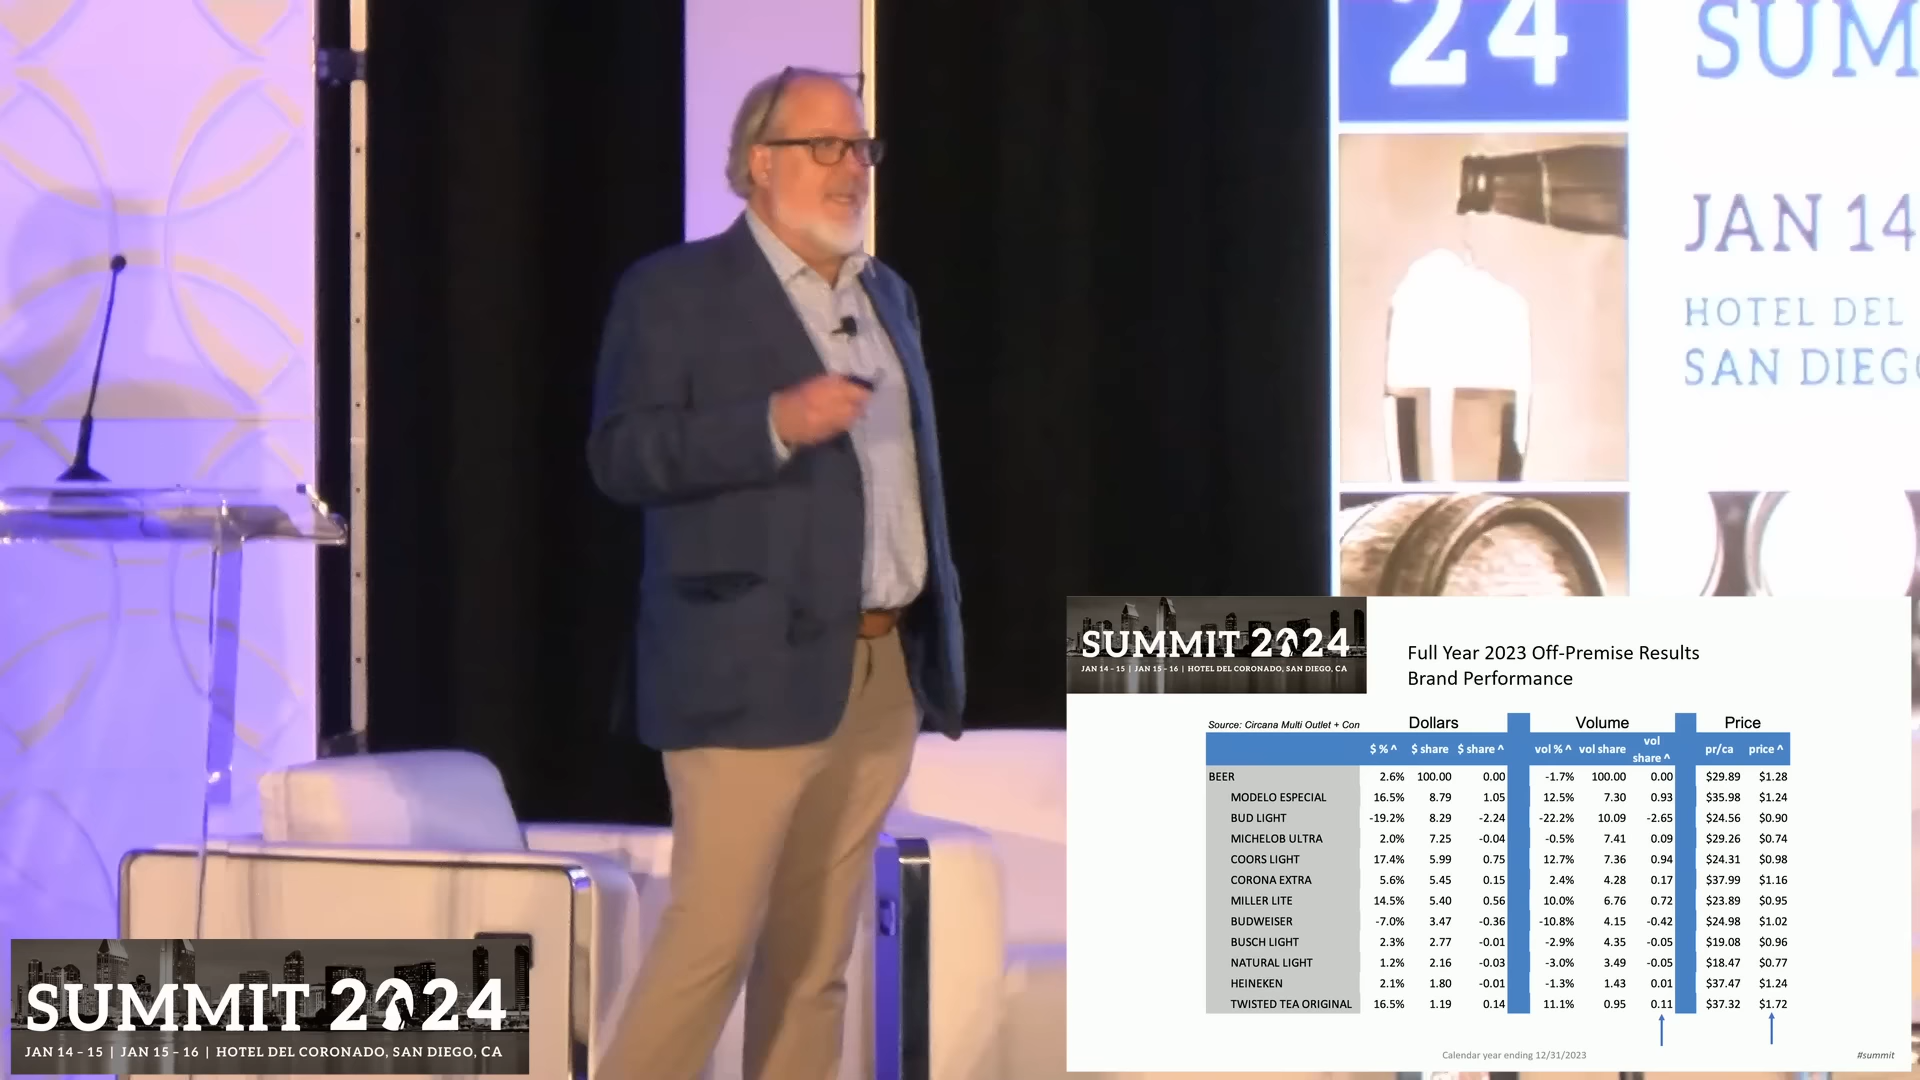 24
SUM
JAN 14
HOTEL DEL
SAN DIEG
SUMMIT 2024
JAN 14 – 15 | JAN 15 – 16 | HOTEL DEL CORONADO, SAN DIEGO, CA
Full Year 2023 Off-Premise Results
Brand Performance
Source: Circana Multi Outlet + Con Dollars Volume Price
$ % ^ $ share $ share ^ vol % ^ vol share vol share ^ pr/ca price ^
BEER 2.6% 100.00 0.00 -1.7% 100.00 0.00 $29.89 $1.28
MODELO ESPECIAL 16.5% 8.79 1.05 12.5% 7.30 0.93 $35.98 $1.24
BUD LIGHT -19.2% 8.29 -2.24 -22.2% 10.09 -2.65 $24.56 $0.90
MICHELOB ULTRA 2.0% 7.25 -0.04 -0.5% 7.41 0.09 $29.26 $0.74
COORS LIGHT 17.4% 5.99 0.75 12.7% 7.36 0.94 $24.31 $0.98
CORONA EXTRA 5.6% 5.45 0.15 2.4% 4.28 0.17 $37.99 $1.16
MILLER LITE 14.5% 5.40 0.56 10.0% 6.76 0.72 $23.89 $0.95
BUDWEISER -7.0% 3.47 -0.36 -10.8% 4.15 -0.42 $24.98 $1.02
BUSCH LIGHT 2.3% 2.77 -0.01 -2.9% 4.35 -0.05 $19.08 $0.96
NATURAL LIGHT 1.2% 2.16 -0.03 -3.0% 3.49 -0.05 $18.47 $0.77
HEINEKEN 2.1% 1.80 -0.01 -1.3% 1.43 0.01 $37.47 $1.24
TWISTED TEA ORIGINAL 16.5% 1.19 0.14 11.1% 0.95 0.11 $37.32 $1.72
Calendar year ending 12/31/2023 #summit
SUMMIT 2024
JAN 14 – 15 | JAN 15 – 16 | HOTEL DEL CORONADO, SAN DIEGO, CA